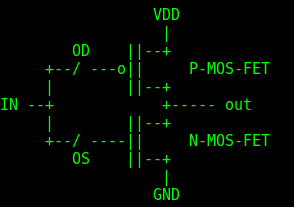 VDD
                  |
        OD    ||--+
     +--/ ---o||     P-MOS-FET
     |        ||--+
IN --+            +----- out
     |        ||--+
     +--/ ----||     N-MOS-FET
        OS    ||--+
                  |
                 GND